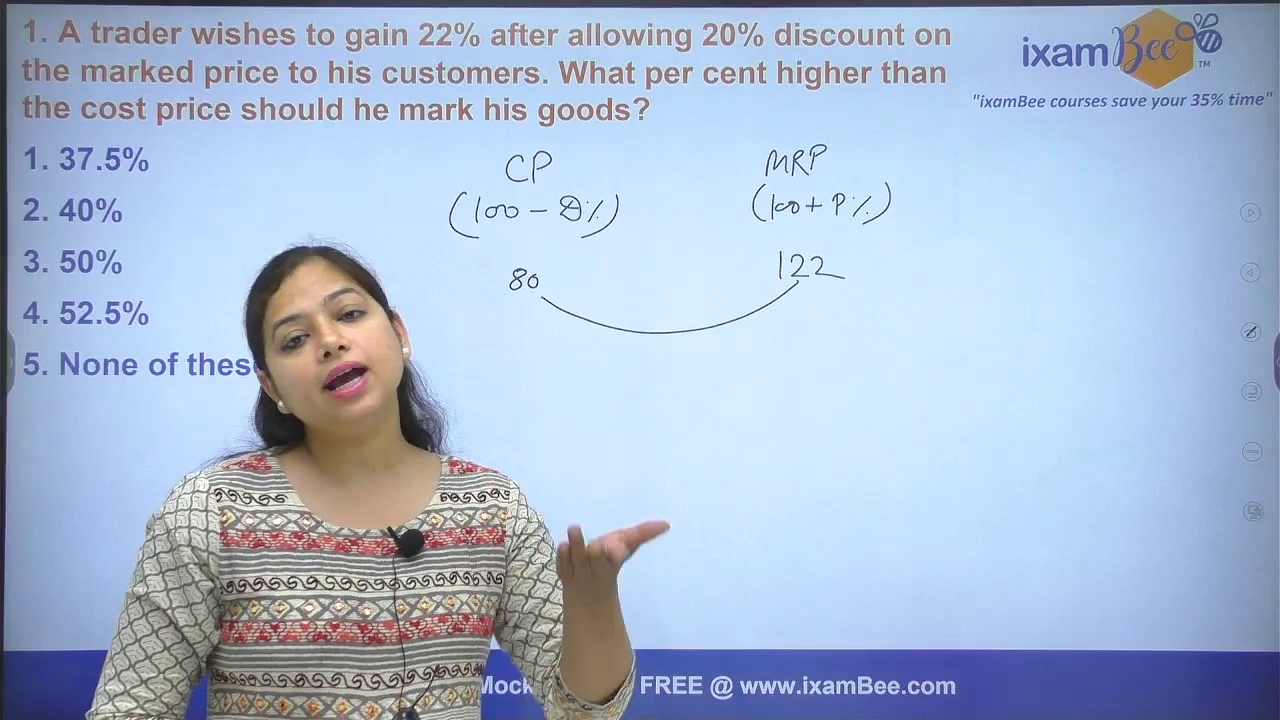 1. A trader wishes to gain 22% after allowing 20% discount on
the marked price to his customers. What per cent higher than
the cost price should he mark his goods?
ixamBee TM
"ixamBee courses save your 35% time"
1. 37.5%
2. 40%
3. 50%
4. 52.5%
5. None of thes
CP MRP
(100 - D%) (100 + P%)
80 122
Mock FREE @ www.ixamBee.com